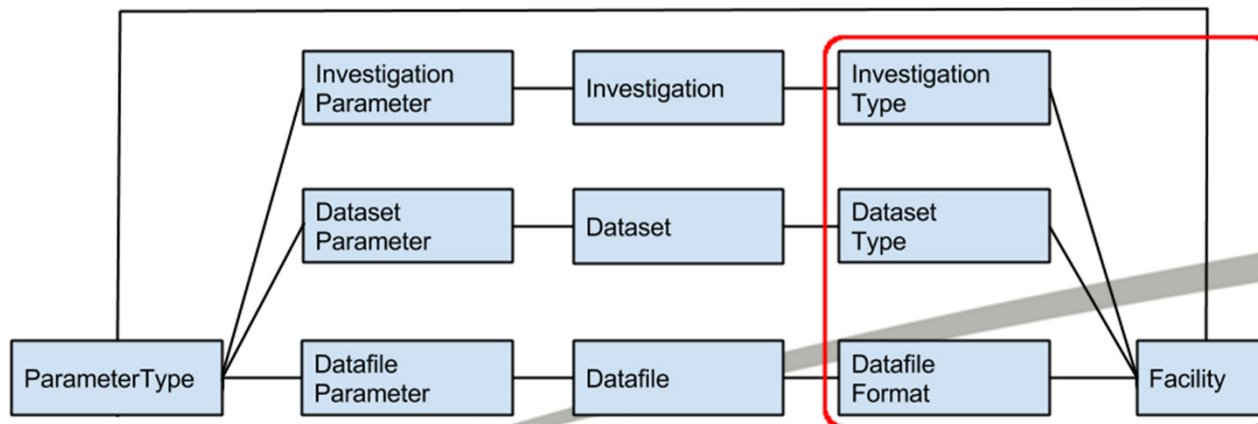 Investigation
Parameter
Investigation
Investigation
Type
Dataset
Parameter
Dataset
Dataset
Type
ParameterType
Datafile
Parameter
Datafile
Datafile
Format
Facility